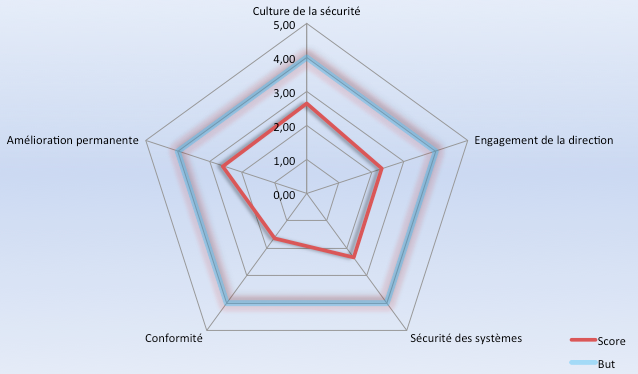 Culture de la sécurité
5,00
4,00
3,00
2,00
1,00
0,00
Amélioration permanente
Engagement de la direction
Conformité
Sécurité des systèmes
Score
But